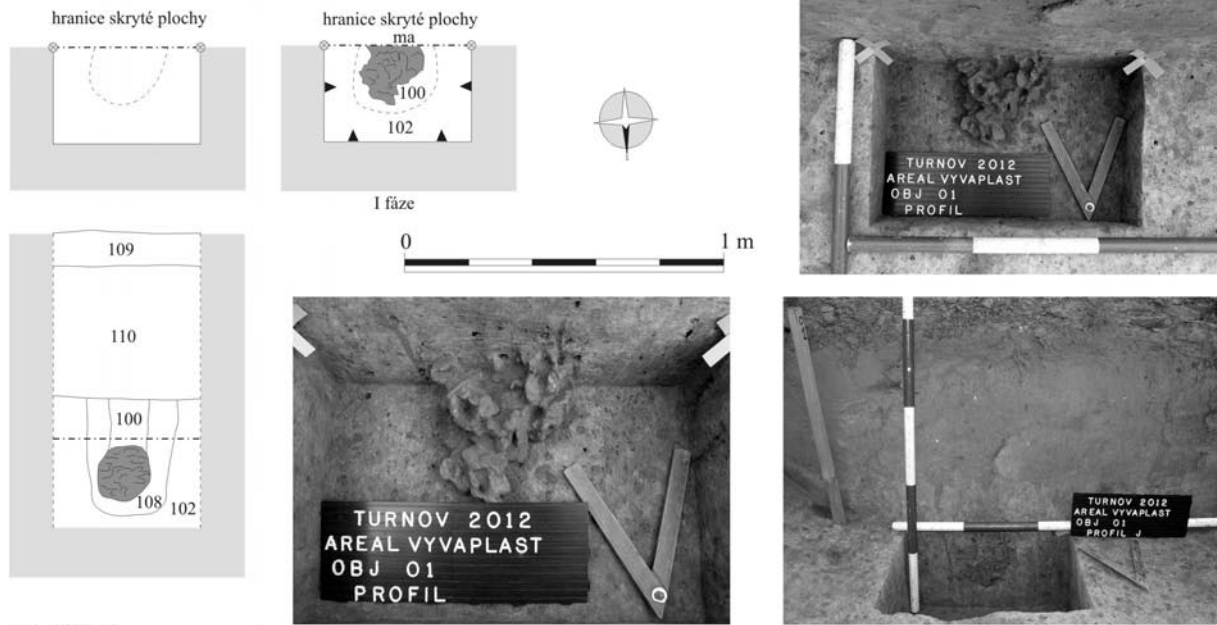 hranice skryté plochy
hranice skryté plochy
ma
100
102
I fáze
0
1 m
109
110
100
108
102
TURNOV 2012
AREAL VYVAPLAST
OBJ 01
PROFIL
TURNOV 2012
AREAL VYVAPLAST
OBJ 01
PROFIL
TURNOV 2012
AREAL VYVAPLAST
OBJ 01
PROFIL J